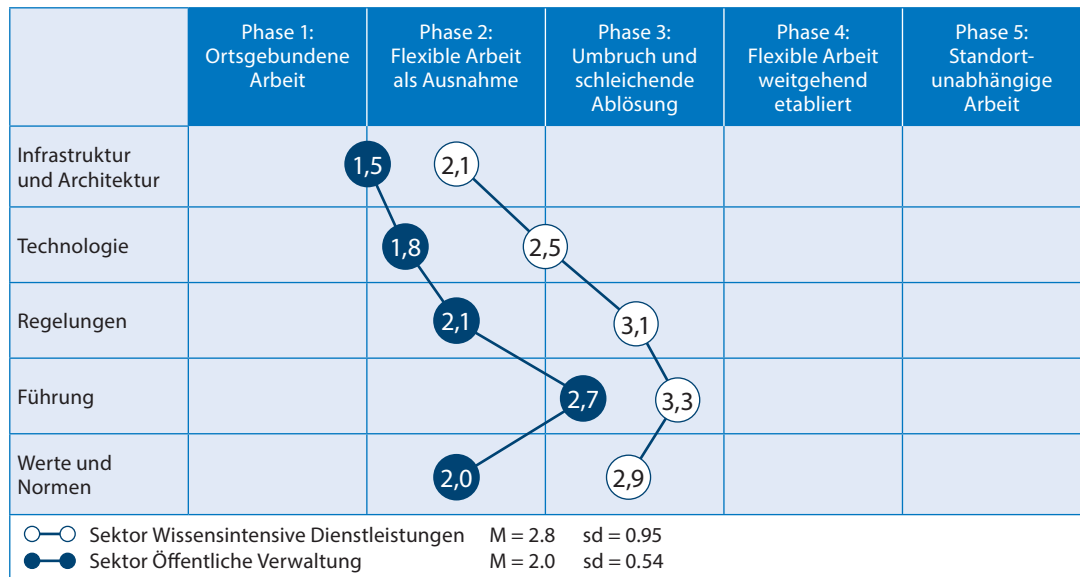 Phase 1:
Ortsgebundene
Arbeit
Phase 2:
Flexible Arbeit
als Ausnahme
Phase 3:
Umbruch und
schleichende
Ablösung
Phase 4:
Flexible Arbeit
weitgehend
etabliert
Phase 5:
Standort-
unabhängige
Arbeit
Infrastruktur
und Architektur
1,5
2,1
Technologie
1,8
2,5
Regelungen
2,1
3,1
Führung
2,7
3,3
Werte und
Normen
2,0
2,9
Sektor Wissensintensive Dienstleistungen M = 2.8 sd = 0.95
Sektor Öffentliche Verwaltung M = 2.0 sd = 0.54